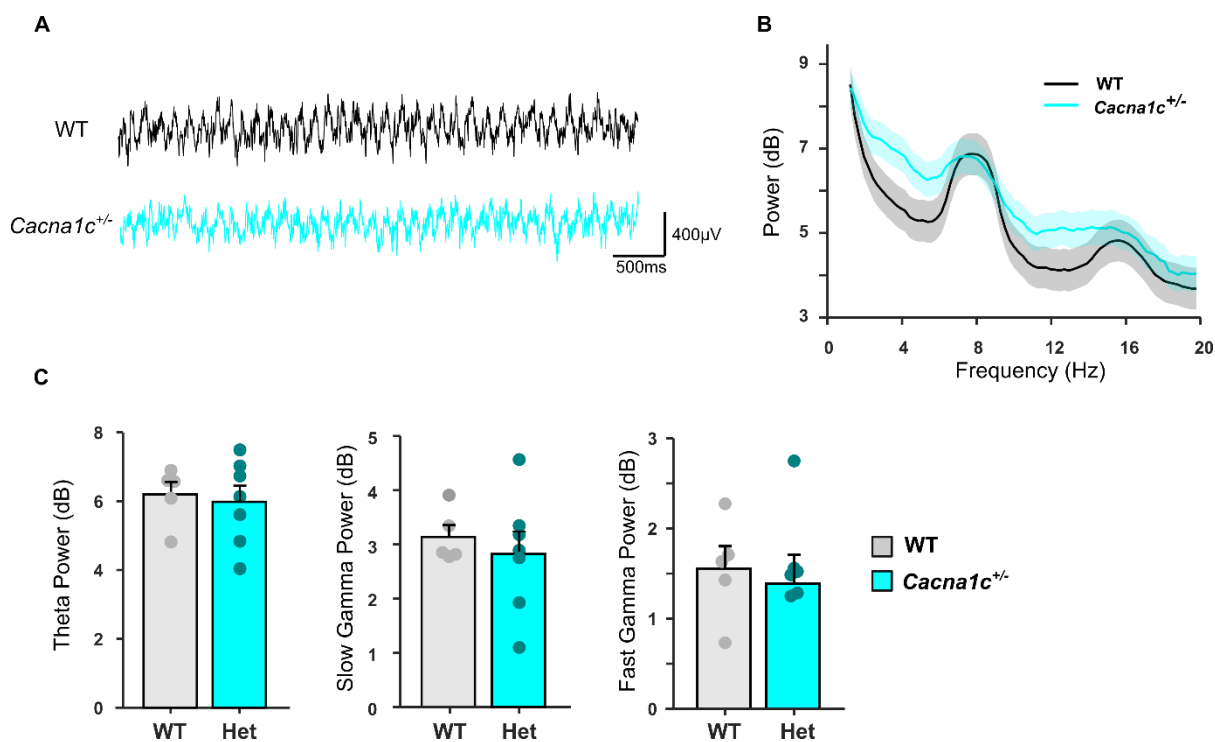 A
WT
Cacna1c+/-
400µV
500ms
B
Power (dB)
9
7
5
3
0
4
8
12
16
20
Frequency (Hz)
WT
Cacna1c+/-
C
Theta Power (dB)
8
6
4
2
0
WT
Het
Slow Gamma Power (dB)
5
4
3
2
1
0
WT
Het
Fast Gamma Power (dB)
3
2
1
0
WT
Het
WT
Cacna1c+/-